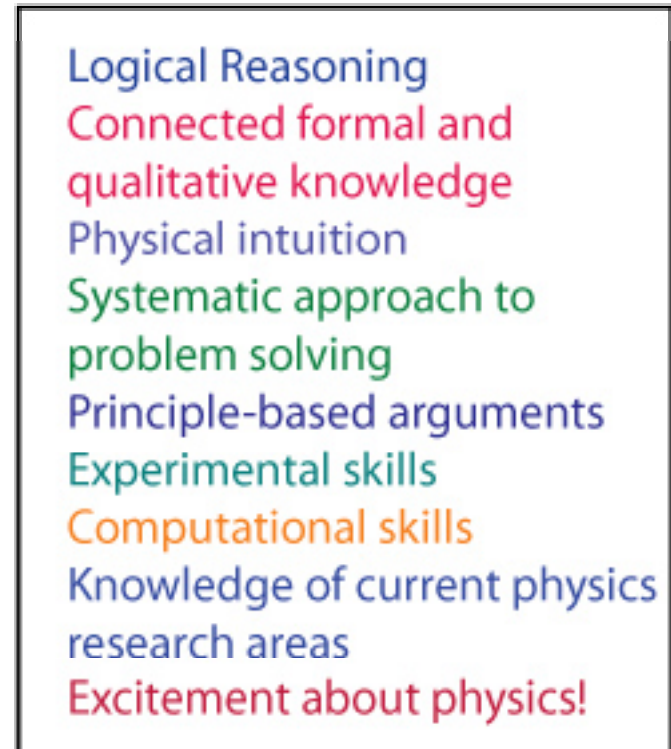 Logical Reasoning
Connected formal and
qualitative knowledge
Physical intuition
Systematic approach to
problem solving
Principle-based arguments
Experimental skills
Computational skills
Knowledge of current physics
research areas
Excitement about physics!